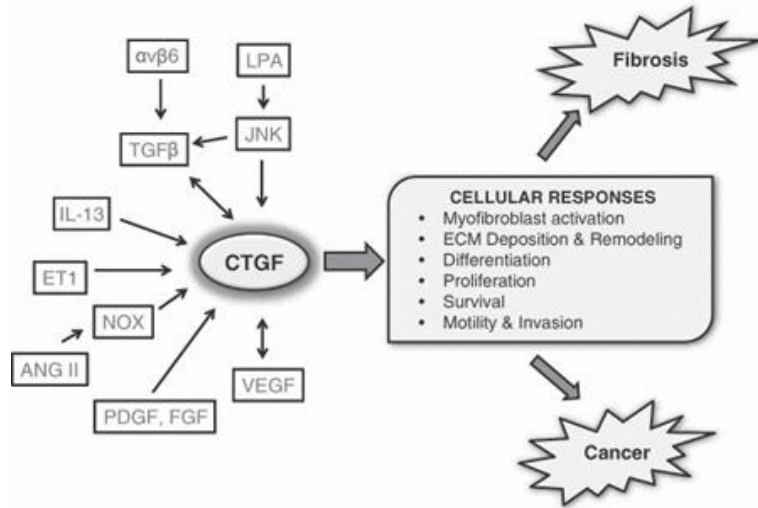 αvβ6
LPA
Fibrosis
TGFβ
JNK
IL-13
CTGF
ET1
NOX
ANG II
PDGF, FGF
VEGF
CELLULAR RESPONSES
• Myofibroblast activation
• ECM Deposition & Remodeling
• Differentiation
• Proliferation
• Survival
• Motility & Invasion
Cancer